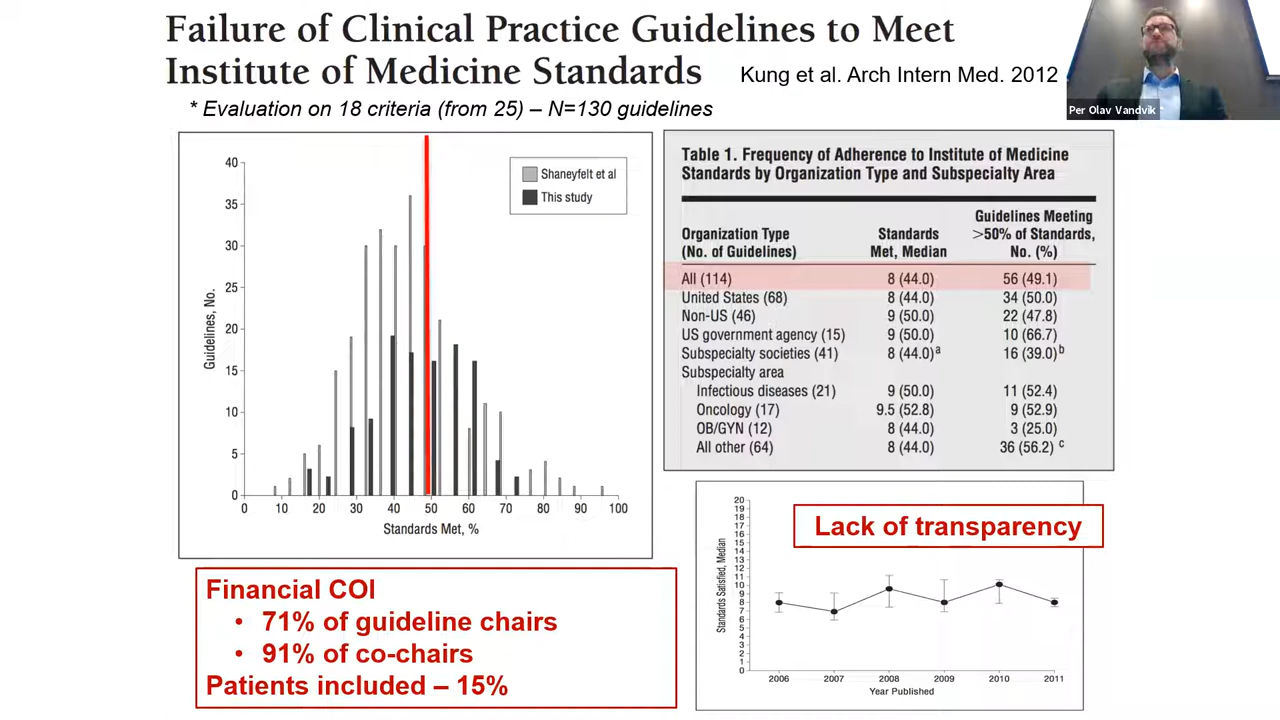 Failure of Clinical Practice Guidelines to Meet
Institute of Medicine Standards
Kung et al. Arch Intern Med. 2012
Per Olav Vandvik
* Evaluation on 18 criteria (from 25) – N=130 guidelines
40
35
30
25
20
15
10
5
0
Guidelines, No.
Shaneyfelt et al
This study
0 10 20 30 40 50 60 70 80 90 100
Standards Met, %
Table 1. Frequency of Adherence to Institute of Medicine
Standards by Organization Type and Subspecialty Area
Organization Type
(No. of Guidelines)
Standards
Met, Median
Guidelines Meeting
>50% of Standards,
No. (%)
All (114) 8 (44.0) 56 (49.1)
United States (68) 8 (44.0) 34 (50.0)
Non-US (46) 9 (50.0) 22 (47.8)
US government agency (15) 9 (50.0) 10 (66.7)
Subspecialty societies (41) 8 (44.0)a 16 (39.0)b
Subspecialty area
Infectious diseases (21) 9 (50.0) 11 (52.4)
Oncology (17) 9.5 (52.8) 9 (52.9)
OB/GYN (12) 8 (44.0) 3 (25.0)
All other (64) 8 (44.0) 36 (56.2) c
Financial COI
• 71% of guideline chairs
• 91% of co-chairs
Patients included – 15%
Lack of transparency
20
19
18
17
16
15
14
13
12
11
10
9
8
7
6
5
4
3
2
1
0
Standards Satisfied, Median
2006 2007 2008 2009 2010 2011
Year Published